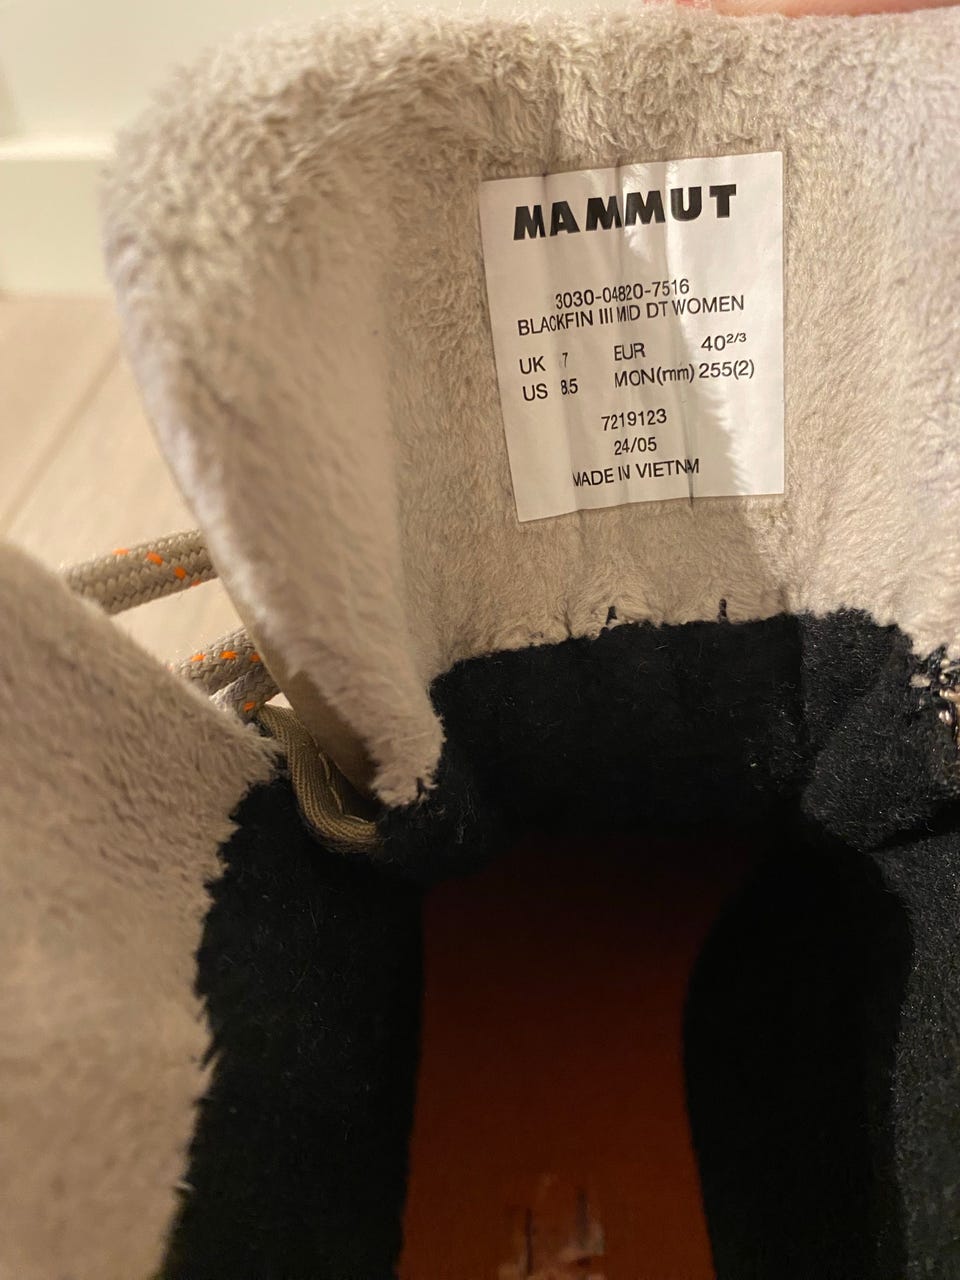 MAMMUT
3030-04820-7516
BLACKFIN III MID DT WOMEN
UK 7 EUR 40 2/3
US 8.5 MON(mm) 255(2)
7219123
24/05
MADE IN VIETNAM